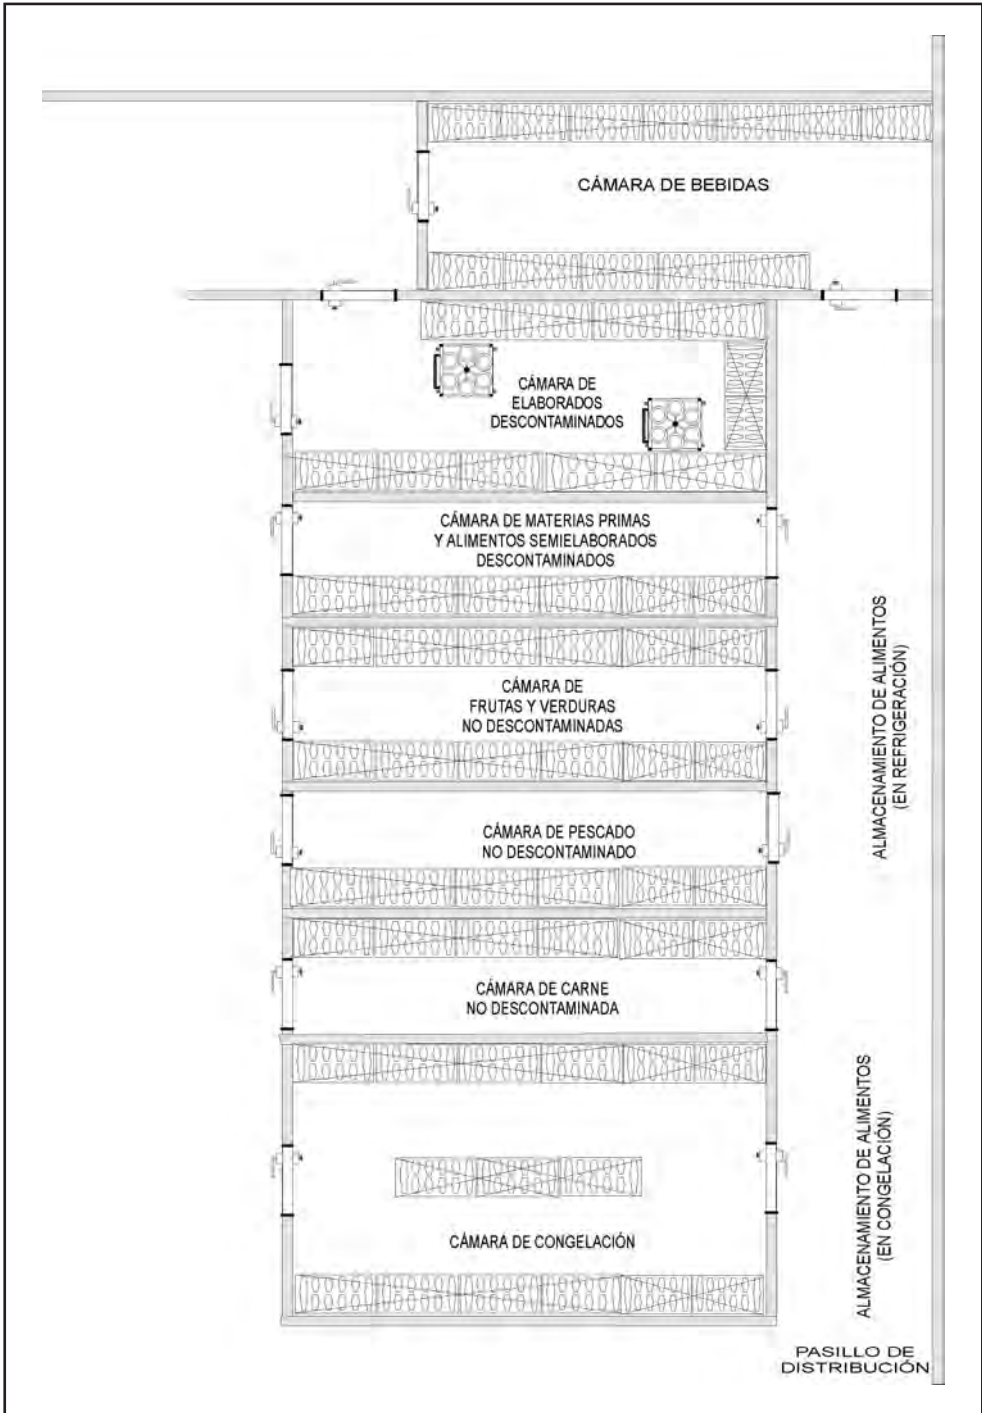 CÁMARA DE BEBIDAS
CÁMARA DE
ELABORADOS
DESCONTAMINADOS
CÁMARA DE MATERIAS PRIMAS
Y ALIMENTOS SEMIELABORADOS
DESCONTAMINADOS
CÁMARA DE
FRUTAS Y VERDURAS
NO DESCONTAMINADAS
ALMACENAMIENTO DE ALIMENTOS
(EN REFRIGERACIÓN)
CÁMARA DE PESCADO
NO DESCONTAMINADO
CÁMARA DE CARNE
NO DESCONTAMINADA
ALMACENAMIENTO DE ALIMENTOS
(EN CONGELACIÓN)
CÁMARA DE CONGELACIÓN
PASILLO DE
DISTRIBUCIÓN